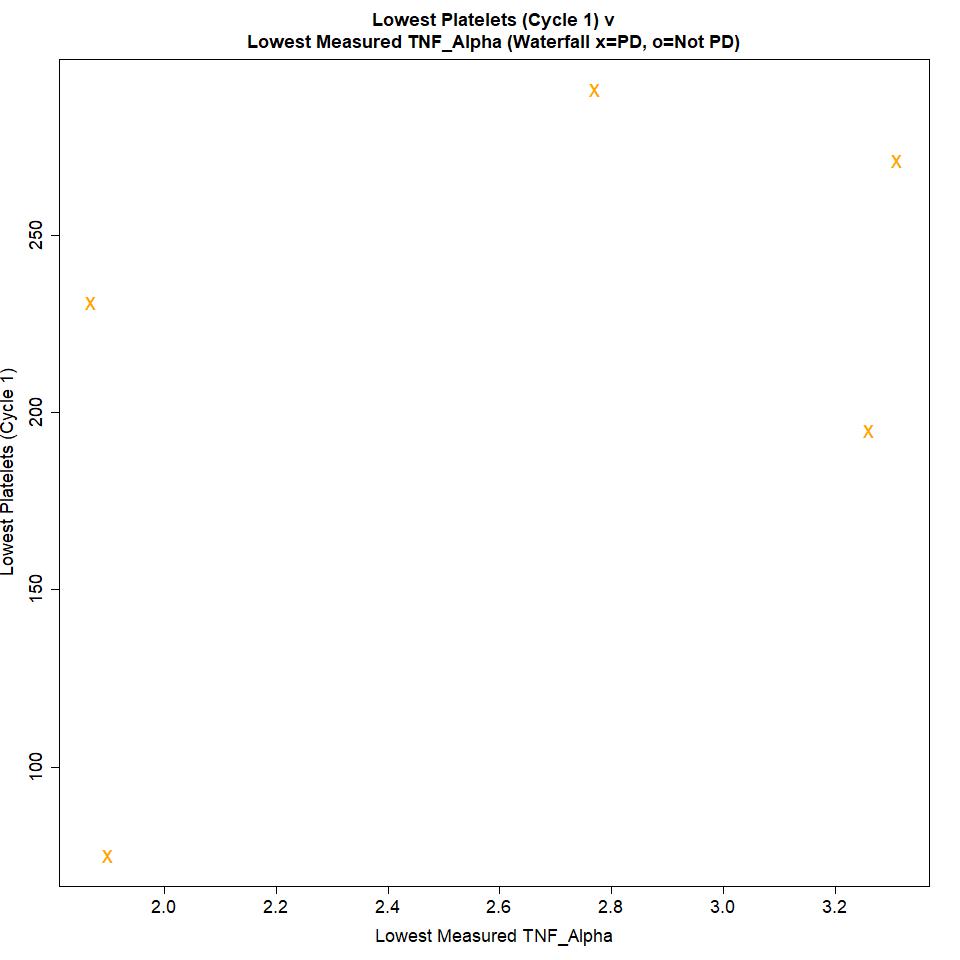 Lowest Platelets (Cycle 1) v
Lowest Measured TNF_Alpha (Waterfall x=PD, o=Not PD)
X
X
250
X
Lowest Platelets (Cycle 1)
200
X
150
100
X
2.0 2.2 2.4 2.6 2.8 3.0 3.2
Lowest Measured TNF_Alpha